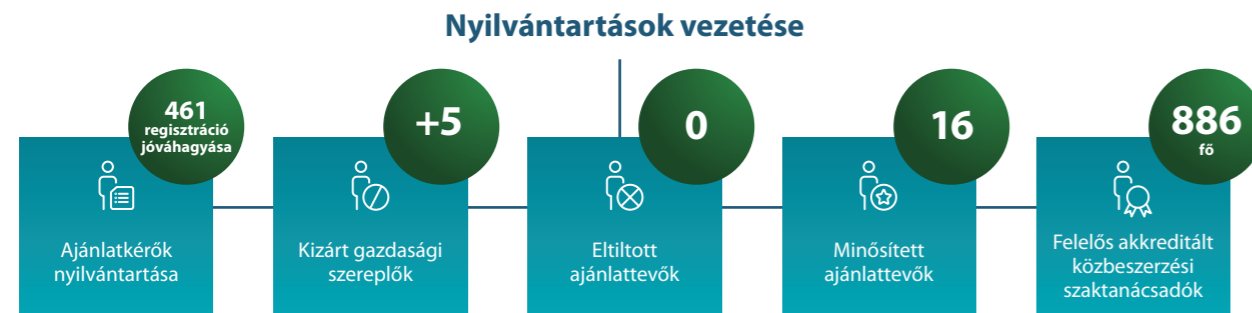 Nyilvántartások vezetése
461
regisztráció
jóváhagyása
Ajánlatkérők
nyilvántartása
+5
Kizárt gazdasági
szereplők
0
Eltiltott
ajánlattevők
16
Minősített
ajánlattevők
886
fő
Felelős akkreditált
közbeszerzési
szaktanácsadók